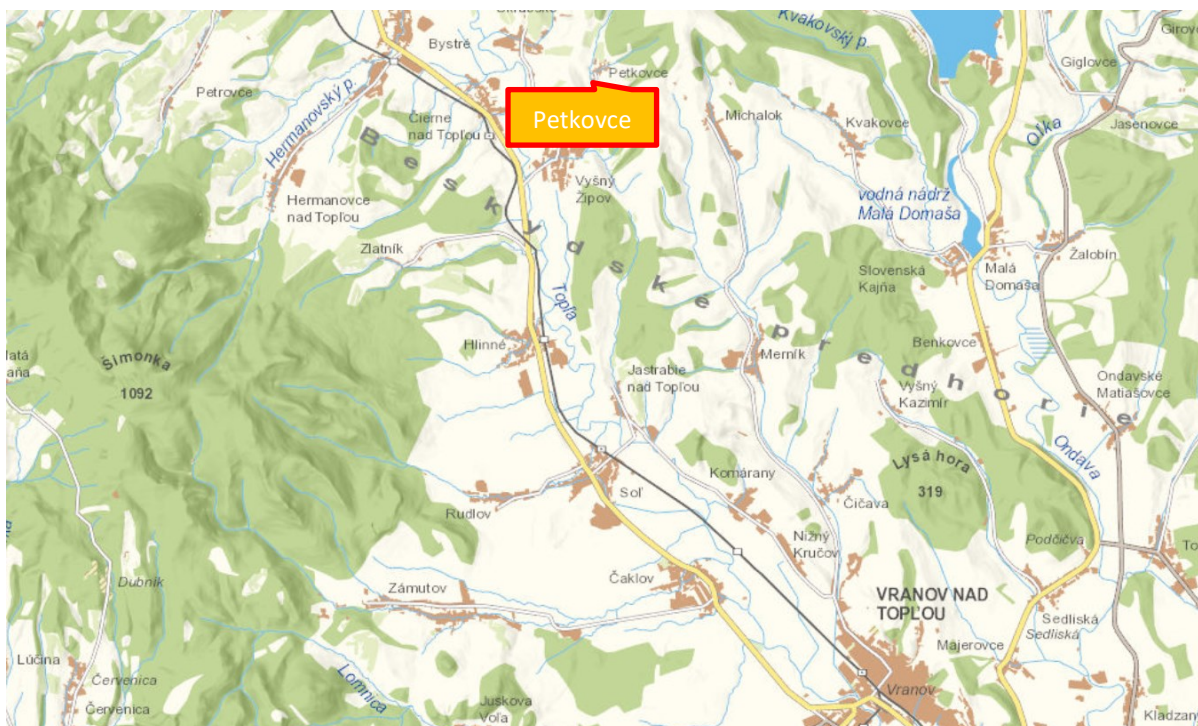 Kvakovský p.
Giglovce
Bystré
Petkovce
Petrovce
Hermanovský p.
Čierne
nad Topľou
Petkovce
Michalok
Kvakovce
Oľka
Jasenovce
Vyšný
Žipov
Hermanovce
nad Topľou
vodná nádrž
Malá Domaša
Zlatník
Beskydské predhorie
Topľa
Slovenská
Kajňa
Malá
Domaša
Žalobín
Šimonka
1092
Hlinné
Jastrabie
nad Topľou
Merník
Benkovce
Vyšný
Kazimír
Ondavské
Matiašovce
Ondava
Lysá hora
319
Komárany
Soľ
Rudlov
Čičava
Nižný
Kručov
Podčičva
Dubník
Zámutov
Čaklov
VRANOV NAD
TOPĽOU
Sedliská
Sedliská
Majerovce
Lúčina
Červenica
Červenica
Lomnica
Juskova
Voľa
Vranov
Kladzany